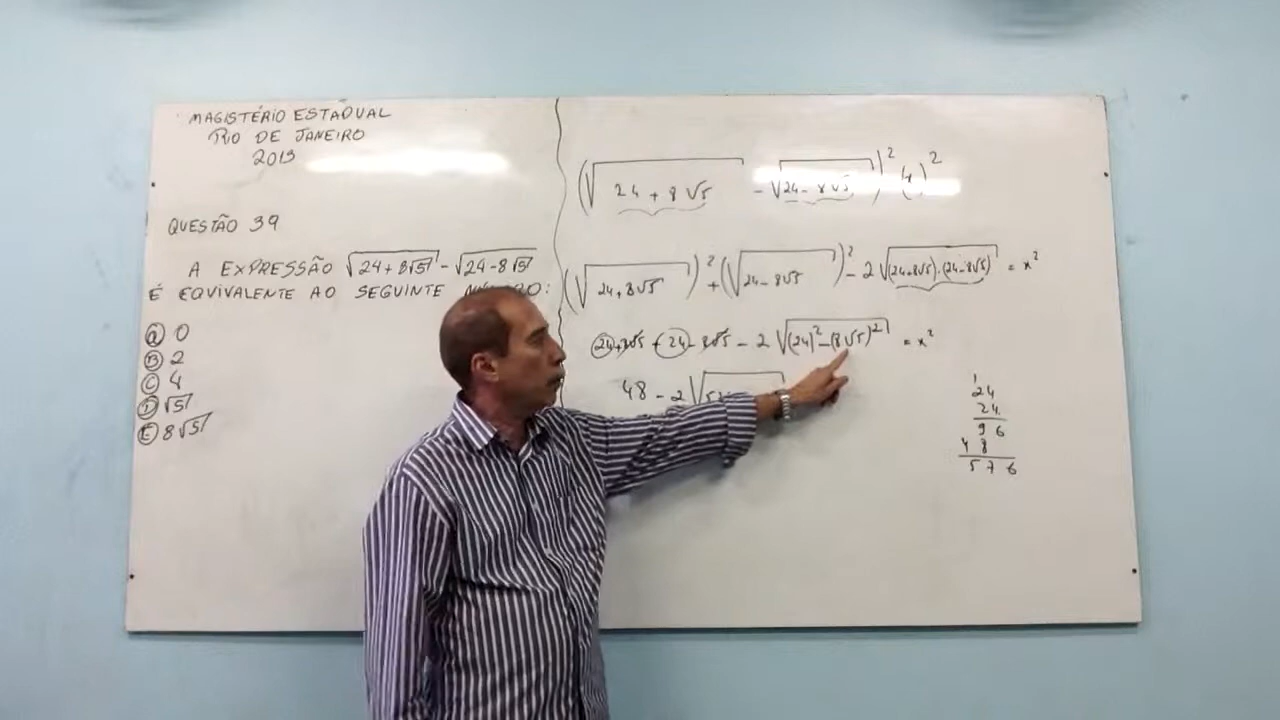 MAGISTÉRIO ESTADUAL
RIO DE JANEIRO
2013
QUESTÃO 39
A EXPRESSÃO √(24+8√5) - √(24-8√5)
É EQUIVALENTE AO SEGUINTE NÚMERO:
A 0
B 2
C 4
D √5
E 8√5
(√(24 + 8√5) - √(24 - 8√5))² (x)²
(√(24+8√5))² + (√(24-8√5))² - 2√((24+8√5).(24-8√5)) = x²
24+8√5 + 24-8√5 - 2√((24)²-(8√5)²) = x²
48 - 2√
24
24
96
48
576